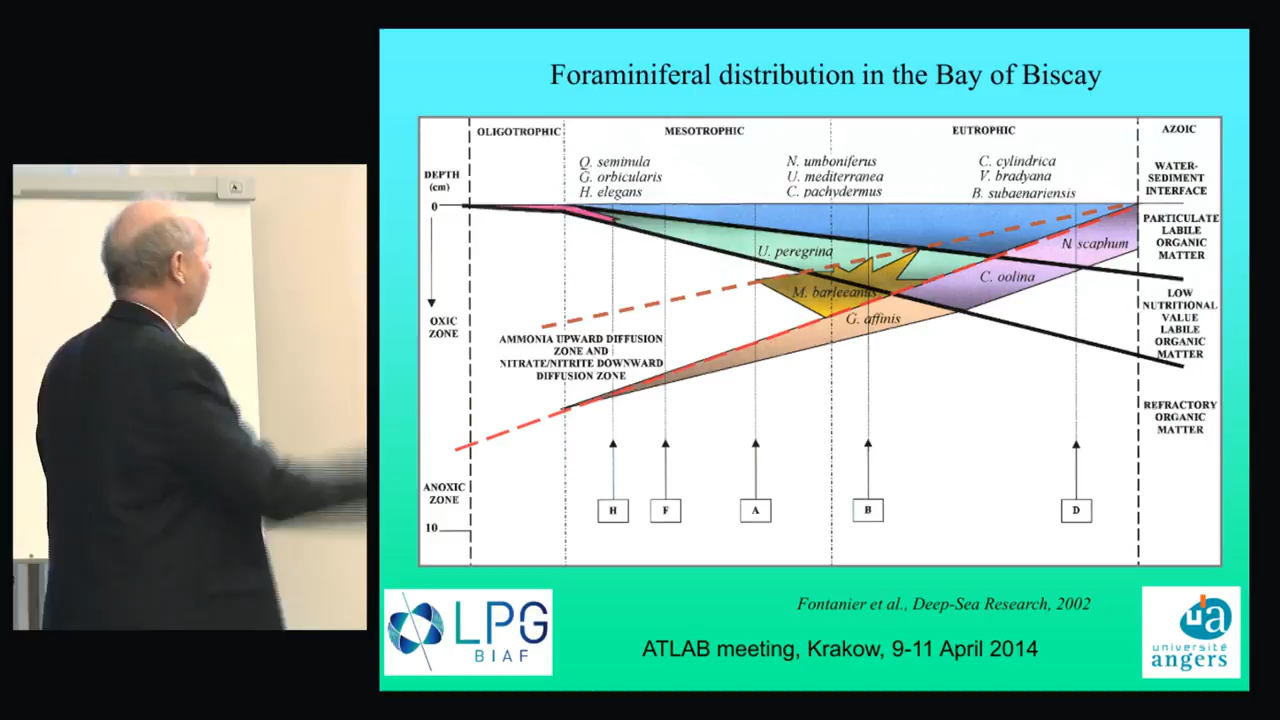 Foraminiferal distribution in the Bay of Biscay
OLIGOTROPHIC
MESOTROPHIC
EUTROPHIC
AZOIC
DEPTH
(cm)
0
OXIC
ZONE
ANOXIC
ZONE
10
Q. seminula
G. orbicularis
H. elegans
N. umboniferus
U. mediterranea
C. pachydermus
C. cylindrica
V. bradyana
B. subaenariensis
WATER-
SEDIMENT
INTERFACE
PARTICULATE
LABILE
ORGANIC
MATTER
LOW
NUTRITIONAL
VALUE
LABILE
ORGANIC
MATTER
REFRACTORY
ORGANIC
MATTER
U. peregrina
M. barleeanus
G. affinis
C. oolina
N. scaphum
AMMONIA UPWARD DIFFUSION
ZONE AND
NITRATE/NITRITE DOWNWARD
DIFFUSION ZONE
H
F
A
B
D
Fontanier et al., Deep-Sea Research, 2002
ATLAB meeting, Krakow, 9-11 April 2014
LPG
BIAF
ua
université
angers